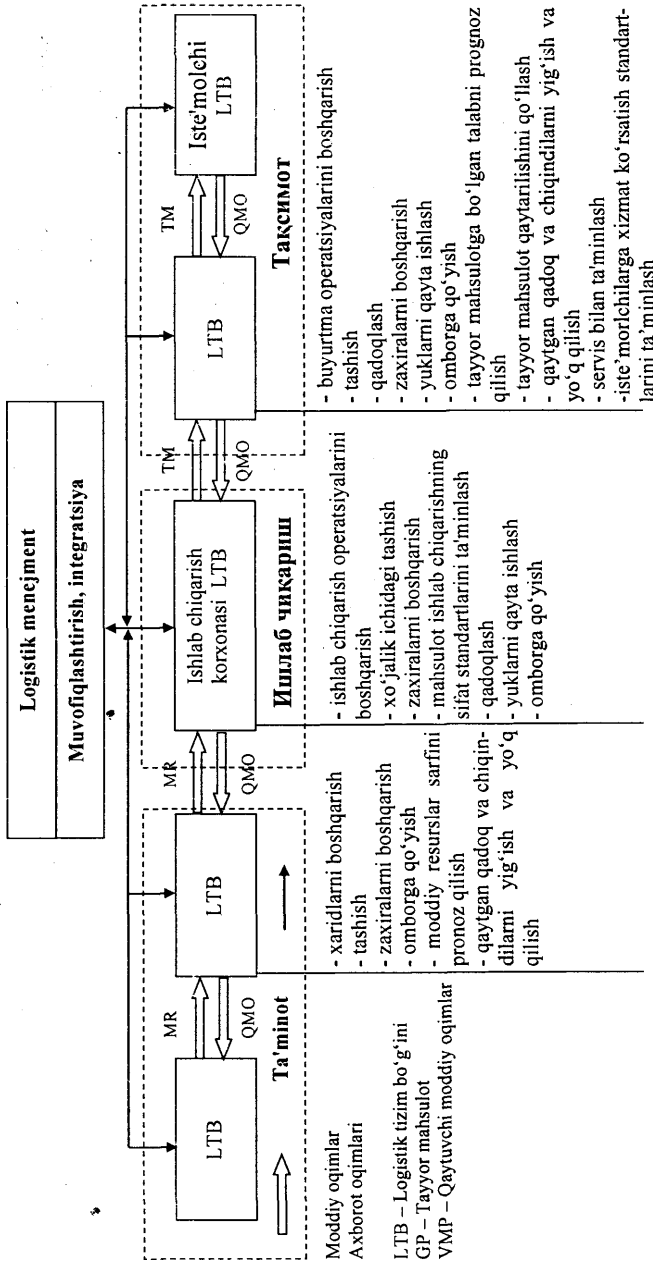 Logistik menejment
Muvofiqlashtirish, integratsiya
LTB
MR
QMO
LTB
Ta'minot
MR
QMO
Ishlab chiqarish
korxonasi LTB
Ишлаб чиқариш
TM
QMO
LTB
TM
QMO
Iste'molchi
LTB
Тақсимот
Moddiy oqimlar
Axborot oqimlari
LTB – Logistik tizim bo‘g‘ini
GP – Tayyor mahsulot
VMP – Qaytuvchi moddiy oqimlar
- xaridlarni boshqarish
- tashish
- zaxiralarni boshqarish
- omborga qo‘yish
- moddiy resurslar sarfini
pronoz qilish
- qaytgan qadoq va chiqin-
dilarni yig‘ish va yo‘q
qilish
- ishlab chiqarish operatsiyalarini
boshqarish
- xo‘jalik ichidagi tashish
- zaxiralarni boshqarish
- mahsulot ishlab chiqarishning
sifat standartlarini ta'minlash
- qadoqlash
- yuklarni qayta ishlash
- omborga qo‘yish
- buyurtma operatsiyalarini boshqarish
- tashish
- qadoqlash
- zaxiralarni boshqarish
- yuklarni qayta ishlash
- omborga qo‘yish
- tayyor mahsulotga bo‘lgan talabni prognoz
qilish
- tayyor mahsulot qaytarilishini qo‘llash
- qaytgan qadoq va chiqindilarni yig‘ish va
yo‘q qilish
- servis bilan ta'minlash
-iste’morlchilarga xizmat ko‘rsatish standart-
larini ta’minlash